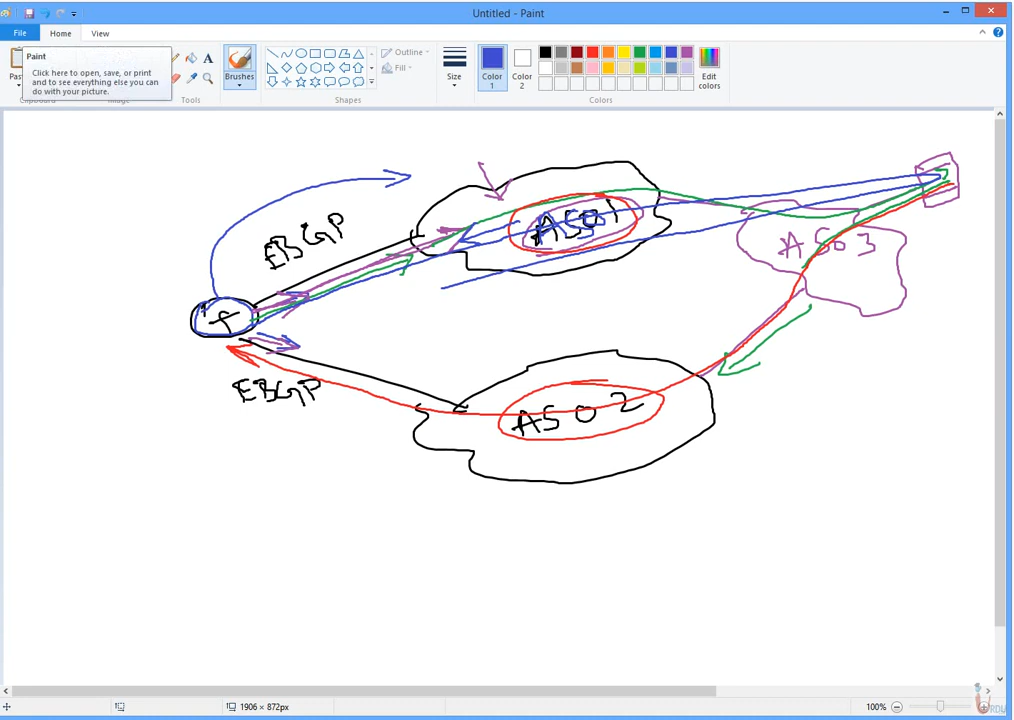 Untitled - Paint
File Home View
Paint
Click here to open, save, or print
and to see everything else you can
do with your picture.
Brushes
Outline
Fill
Size
Color
1
Color
2
Edit
colors
Tools
Shapes
Colors
EBGP
AS01
AS03
f
EBGP
AS02
1906 × 872px
100%